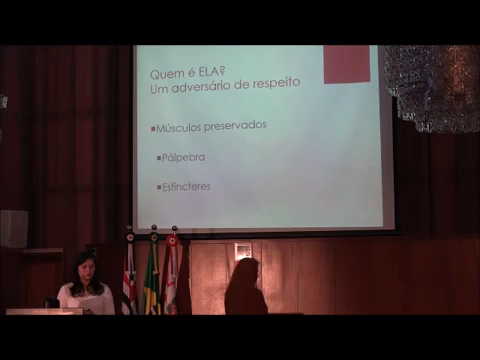 Quem é ELA?
Um adversário de respeito
Músculos preservados
Pálpebra
Esfíncteres